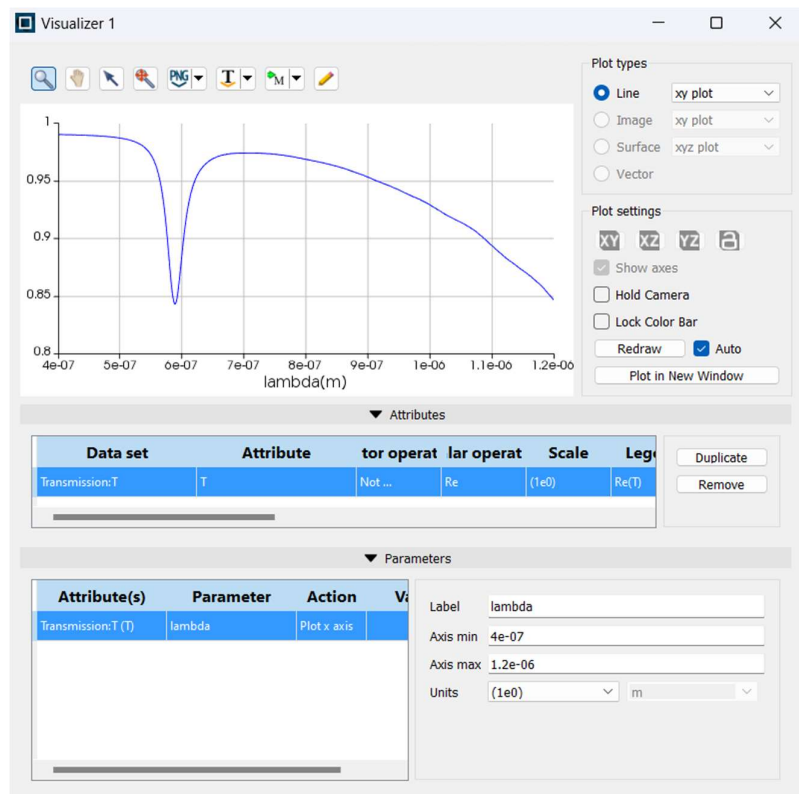 Visualizer 1
PNG
T
M
Plot types
Line xy plot
Image xy plot
Surface xyz plot
Vector
Plot settings
XY XZ YZ
Show axes
Hold Camera
Lock Color Bar
Redraw Auto
Plot in New Window
1
0.95
0.9
0.85
0.8
4e-07 5e-07 6e-07 7e-07 8e-07 9e-07 1e-06 1.1e-06 1.2e-06
lambda(m)
Attributes
Data set Attribute tor operat lar operat Scale Lege
Transmission:T T Not ... Re (1e0) Re(T)
Duplicate
Remove
Parameters
Attribute(s) Parameter Action Va
Transmission:T (T) lambda Plot x axis
Label lambda
Axis min 4e-07
Axis max 1.2e-06
Units (1e0) m